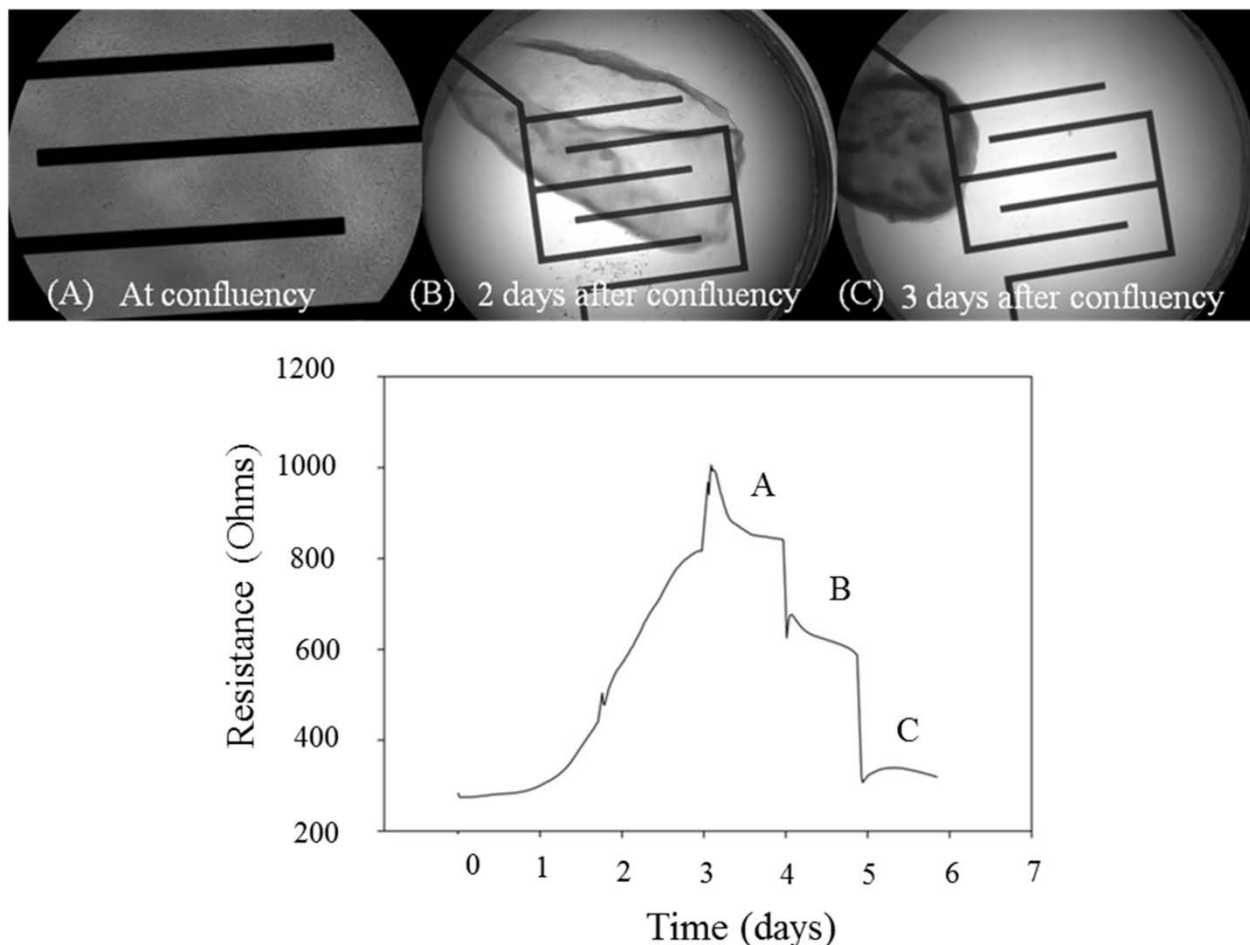 (A) At confluency
(B) 2 days after confluency
(C) 3 days after confluency
1200
1000
800
600
400
200
Resistance (Ohms)
A
B
C
0 1 2 3 4 5 6 7
Time (days)